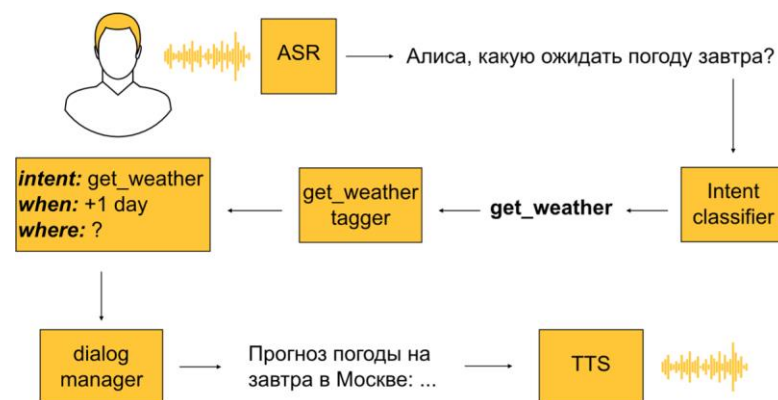 ASR
Алиса, какую ожидать погоду завтра?
Intent
classifier
get_weather
get_weather
tagger
intent: get_weather
when: +1 day
where: ?
dialog
manager
Прогноз погоды на
завтра в Москве: ...
TTS